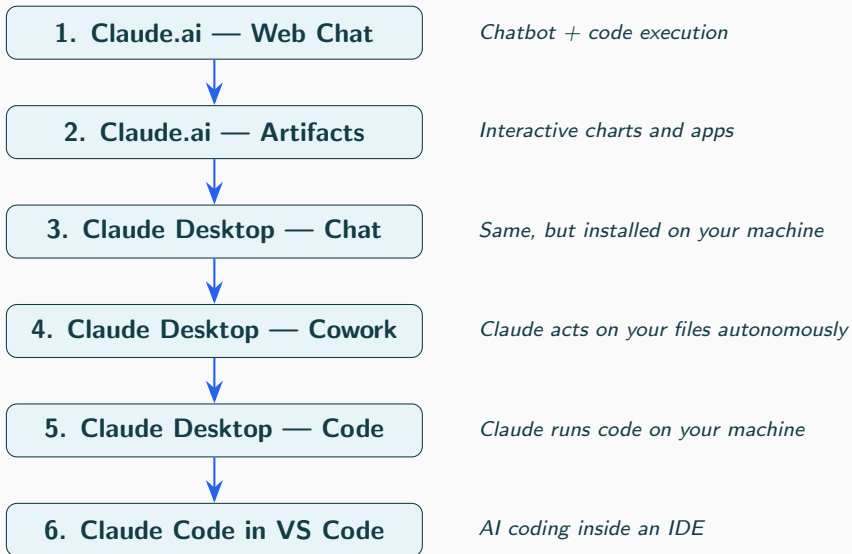 1. Claude.ai — Web Chat
Chatbot + code execution
2. Claude.ai — Artifacts
Interactive charts and apps
3. Claude Desktop — Chat
Same, but installed on your machine
4. Claude Desktop — Cowork
Claude acts on your files autonomously
5. Claude Desktop — Code
Claude runs code on your machine
6. Claude Code in VS Code
AI coding inside an IDE